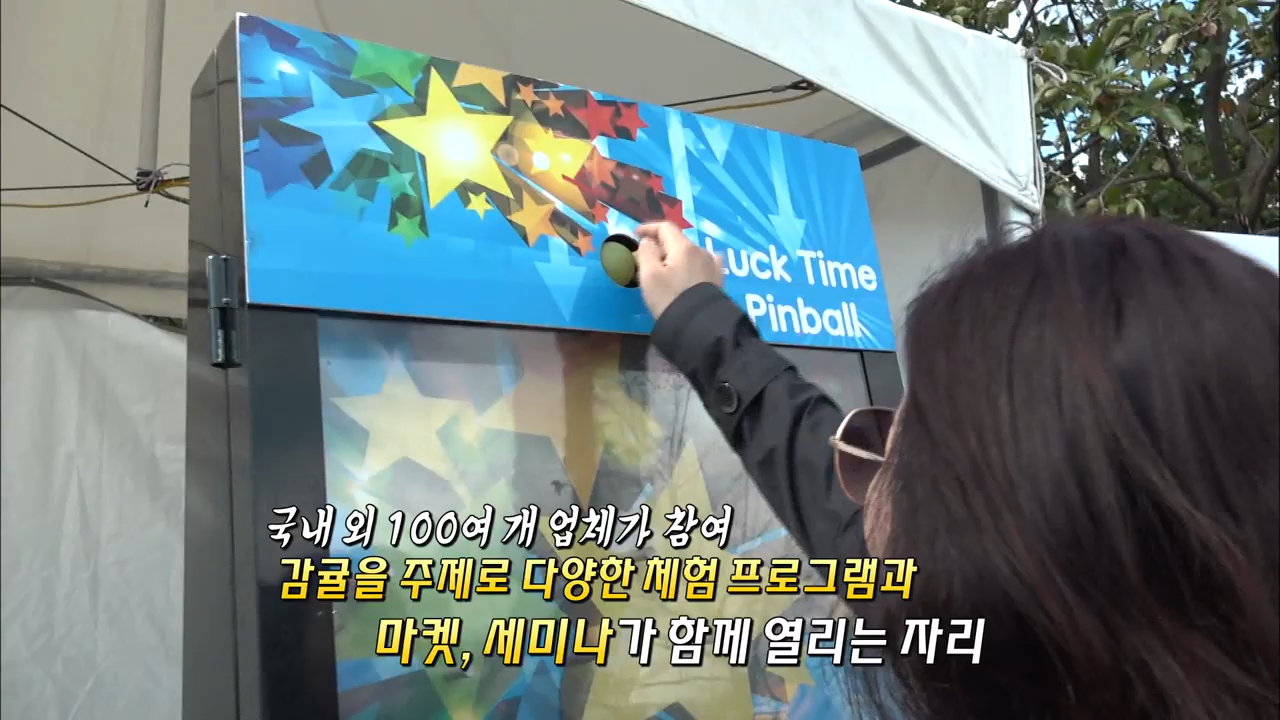 Luck Time
Pinball
국내 외 100여 개 업체가 참여
감귤을 주제로 다양한 체험 프로그램과
마켓, 세미나가 함께 열리는 자리